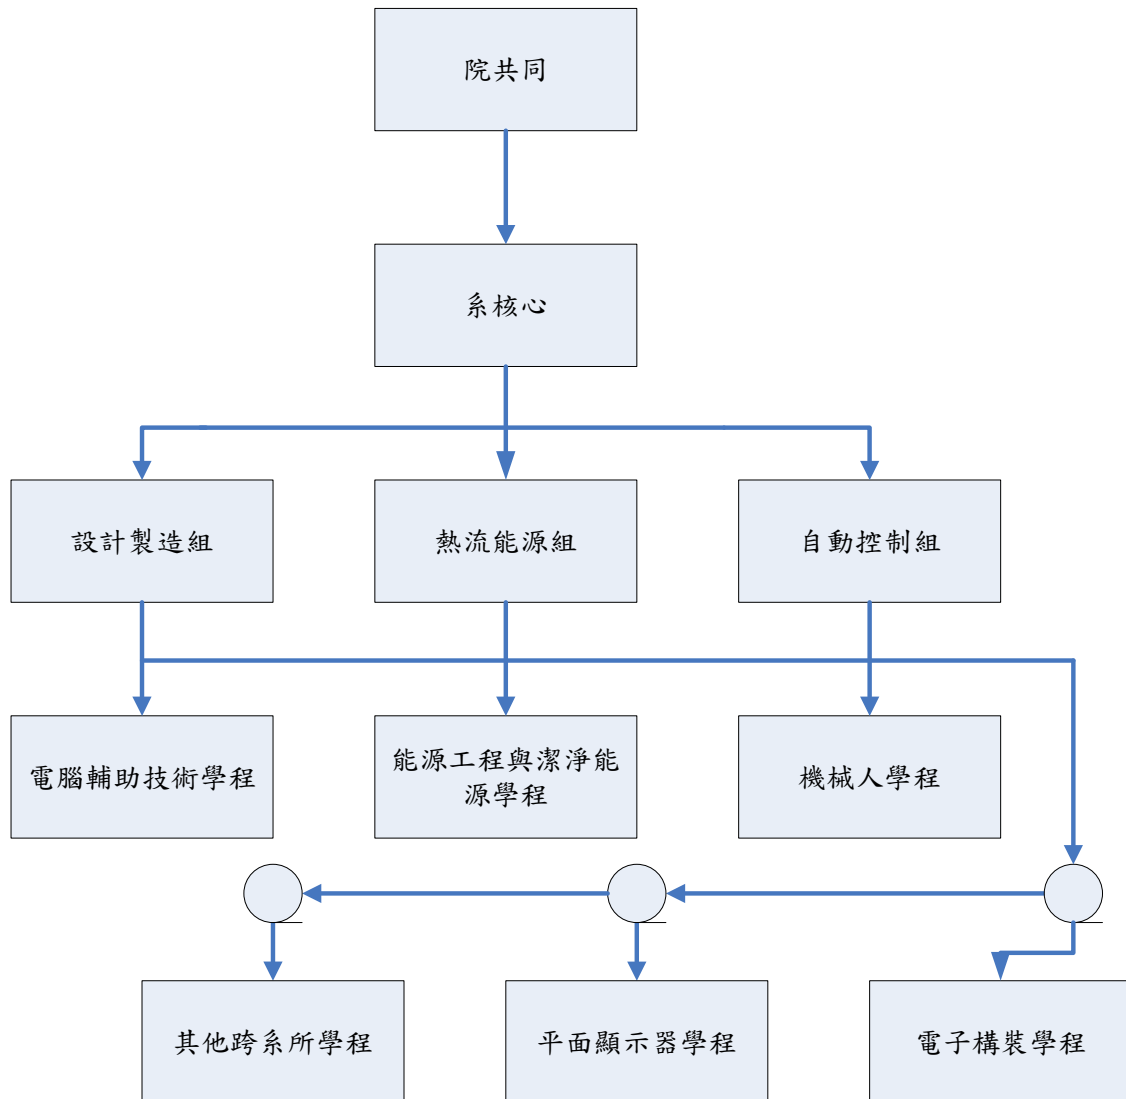 院共同
系核心
設計製造組
熱流能源組
自動控制組
電腦輔助技術學程
能源工程與潔淨能
源學程
機械人學程
其他跨系所學程
平面顯示器學程
電子構裝學程